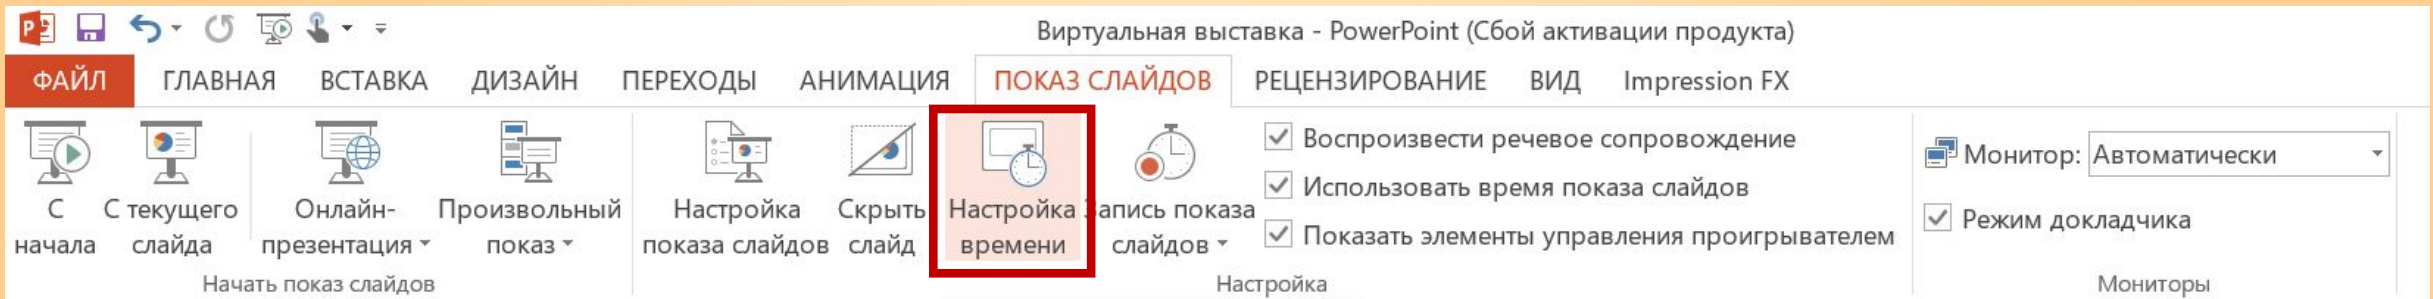 Виртуальная выставка - PowerPoint (Сбой активации продукта)
ФАЙЛ ГЛАВНАЯ ВСТАВКА ДИЗАЙН ПЕРЕХОДЫ АНИМАЦИЯ ПОКАЗ СЛАЙДОВ РЕЦЕНЗИРОВАНИЕ ВИД Impression FX
С
начала
С текущего
слайда
Онлайн-
презентация
Произвольный
показ
Начать показ слайдов
Настройка
показа слайдов
Скрыть
слайд
Настройка
времени
Запись показа
слайдов
Воспроизвести речевое сопровождение
Использовать время показа слайдов
Показать элементы управления проигрывателем
Настройка
Монитор: Автоматически
Режим докладчика
Мониторы